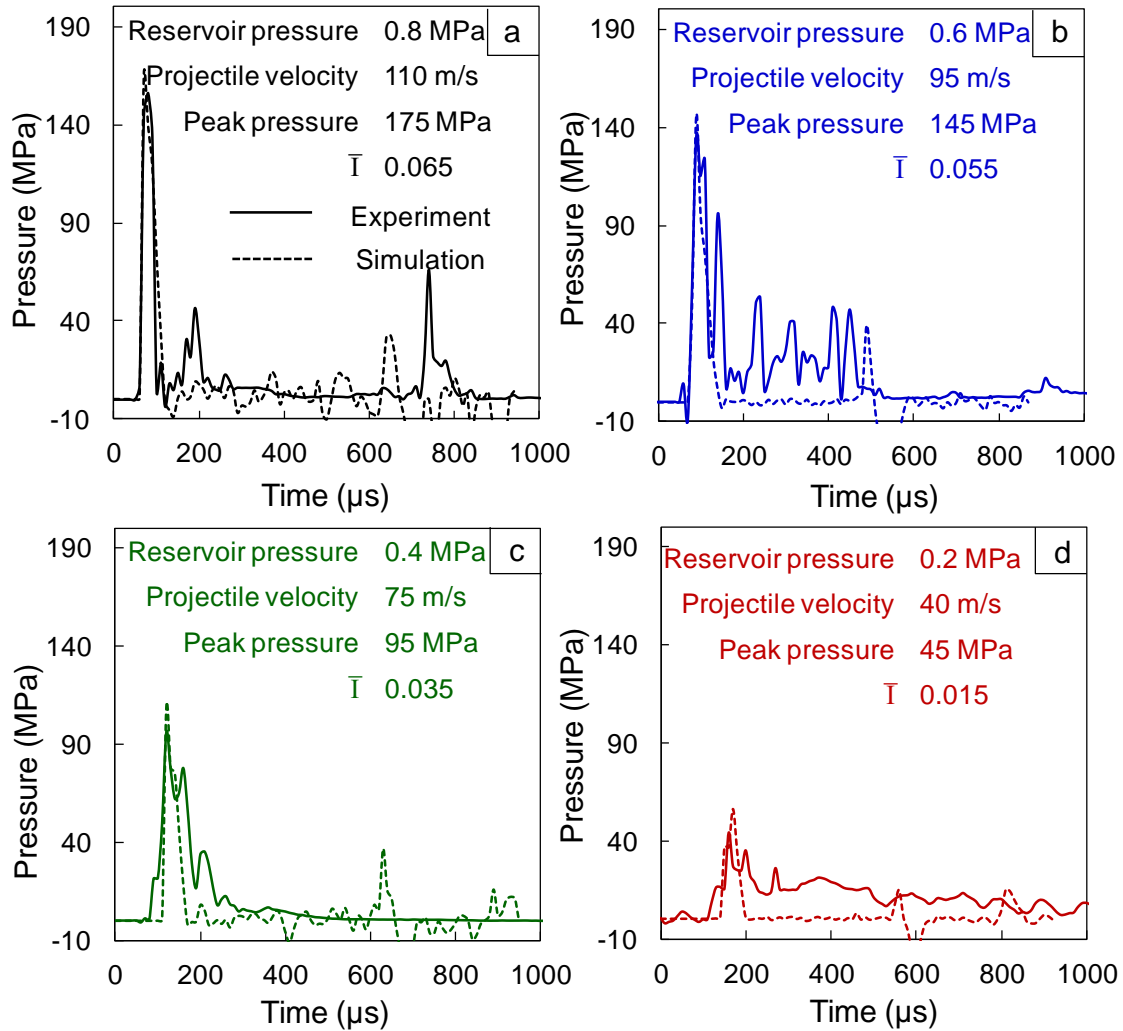 190
Reservoir pressure 0.8 MPa
a
Projectile velocity 110 m/s
140
Peak pressure 175 MPa
Ī 0.065
90
Experiment
Simulation
40
-10
0 200 400 600 800 1000
Pressure (MPa)
Time (µs)
190
Reservoir pressure 0.6 MPa
b
Projectile velocity 95 m/s
140
Peak pressure 145 MPa
Ī 0.055
90
40
-10
0 200 400 600 800 1000
Pressure (MPa)
Time (µs)
190
Reservoir pressure 0.4 MPa
c
Projectile velocity 75 m/s
140
Peak pressure 95 MPa
Ī 0.035
90
40
-10
0 200 400 600 800 1000
Pressure (MPa)
Time (µs)
190
Reservoir pressure 0.2 MPa
d
Projectile velocity 40 m/s
140
Peak pressure 45 MPa
Ī 0.015
90
40
-10
0 200 400 600 800 1000
Pressure (MPa)
Time (µs)